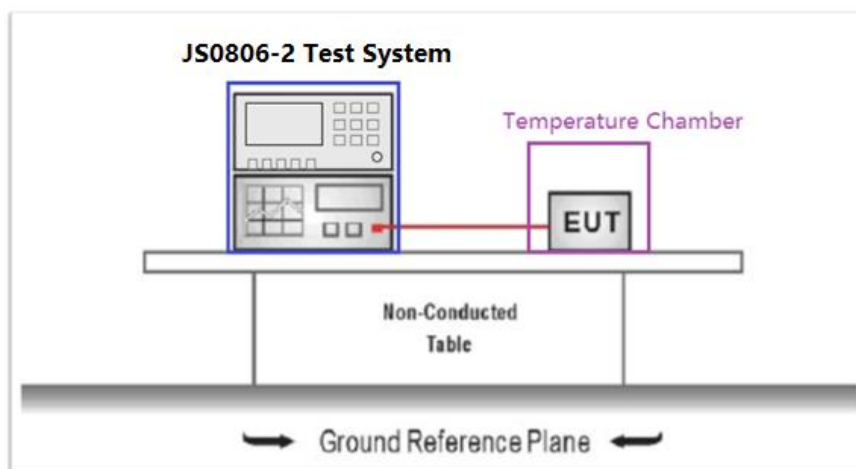 JS0806-2 Test System
Temperature Chamber
EUT
Non-Conducted
Table
Ground Reference Plane